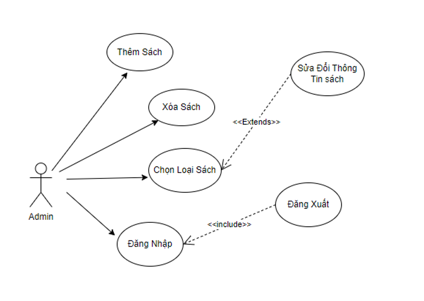 Thêm Sách
Sửa Đổi Thông
Tin sách
Xóa Sách
<<Extends>>
Chọn Loại Sách
Admin
Đăng Xuất
<<include>>
Đăng Nhập